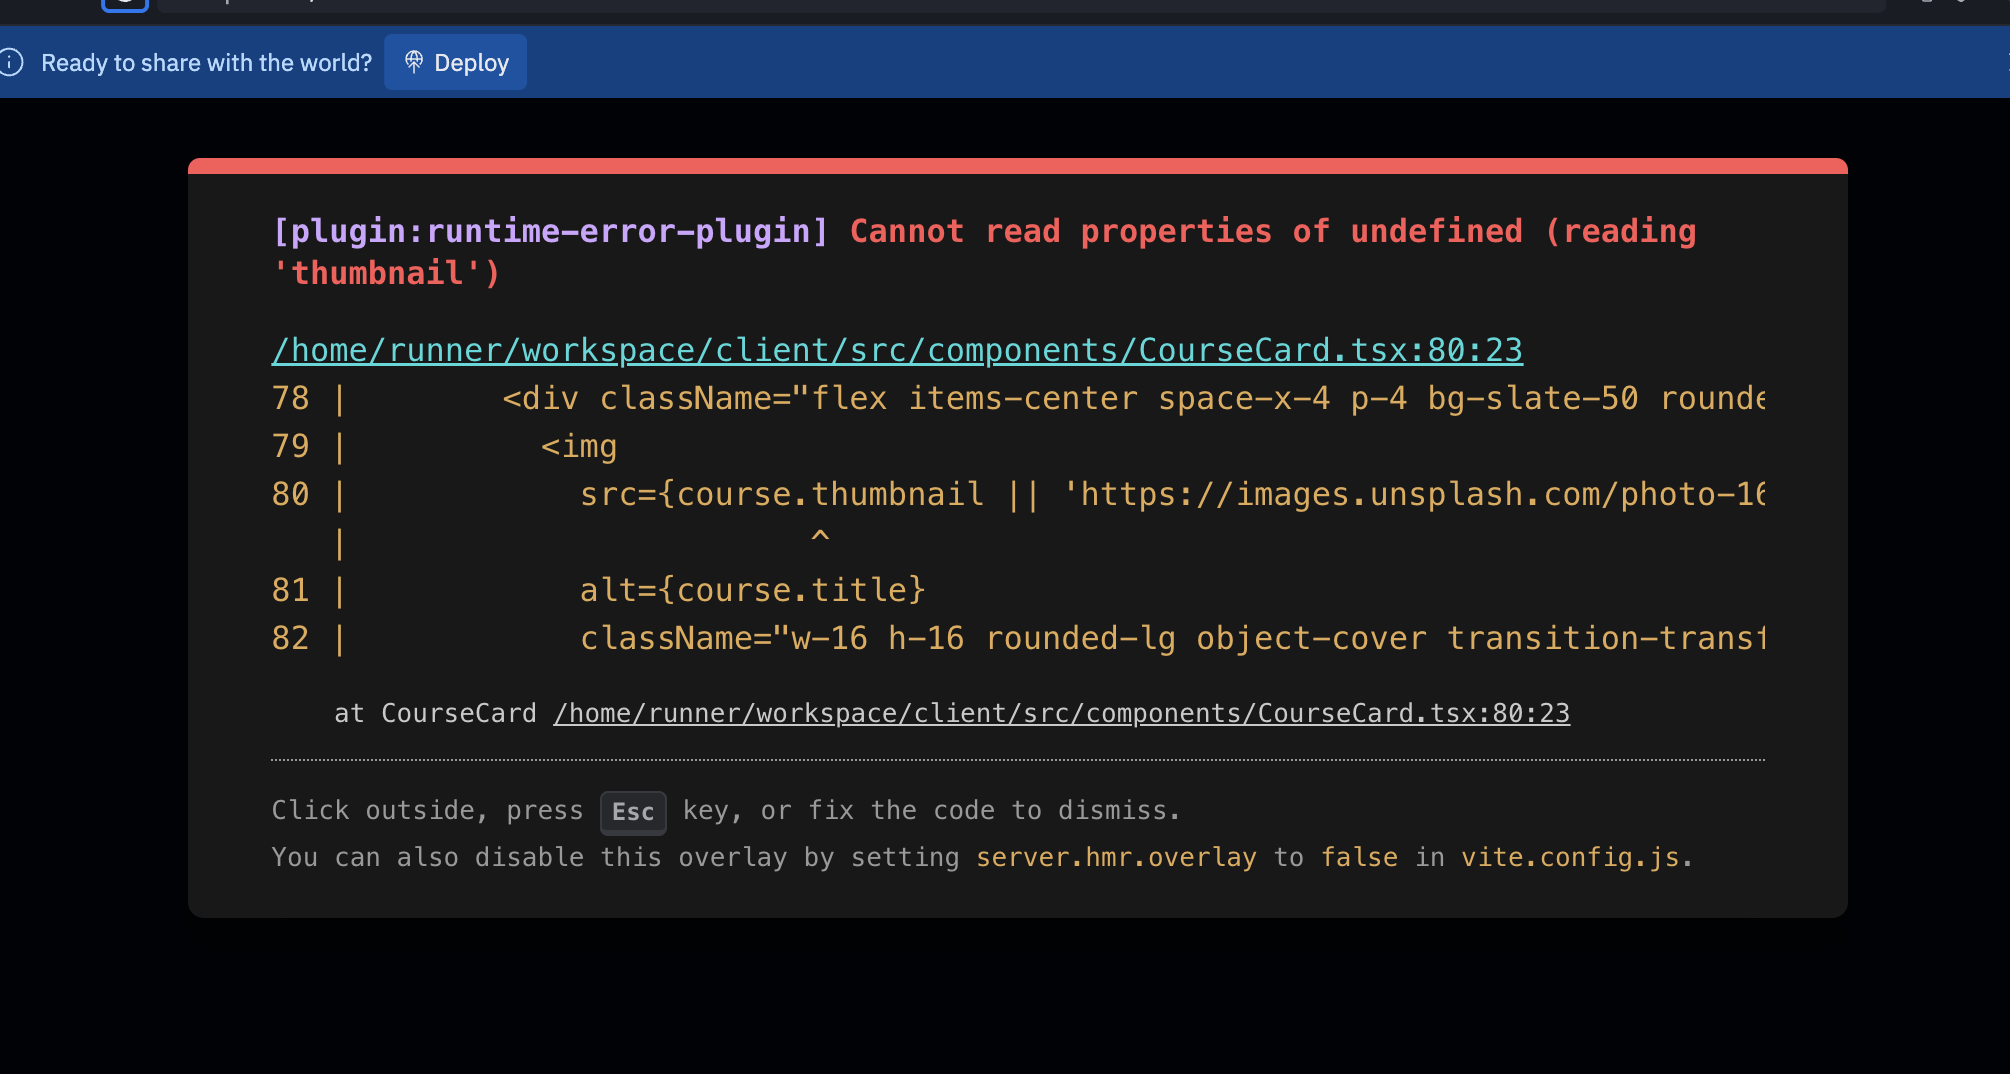 Ready to share with the world? Deploy
[plugin:runtime-error-plugin] Cannot read properties of undefined (reading
'thumbnail')
/home/runner/workspace/client/src/components/CourseCard.tsx:80:23
78 |        <div className="flex items-center space-x-4 p-4 bg-slate-50 rounde
79 |          <img
80 |            src={course.thumbnail || 'https://images.unsplash.com/photo-16
   |                        ^
81 |            alt={course.title}
82 |            className="w-16 h-16 rounded-lg object-cover transition-transf
at CourseCard /home/runner/workspace/client/src/components/CourseCard.tsx:80:23
Click outside, press Esc key, or fix the code to dismiss.
You can also disable this overlay by setting server.hmr.overlay to false in vite.config.js.